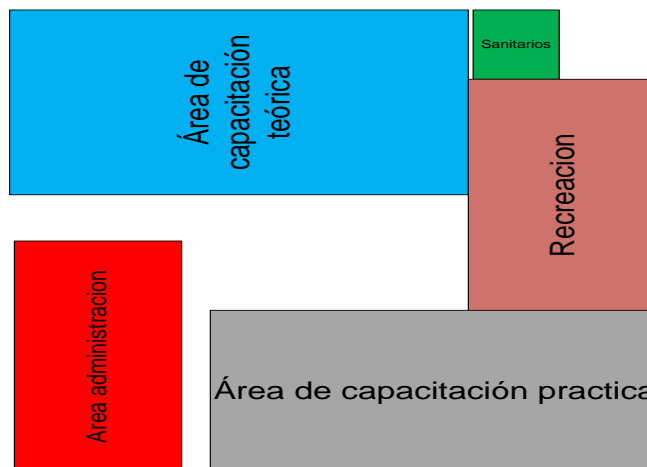 Área de
capacitación
teórica
Sanitarios
Recreacion
Area administracion
Área de capacitación practica